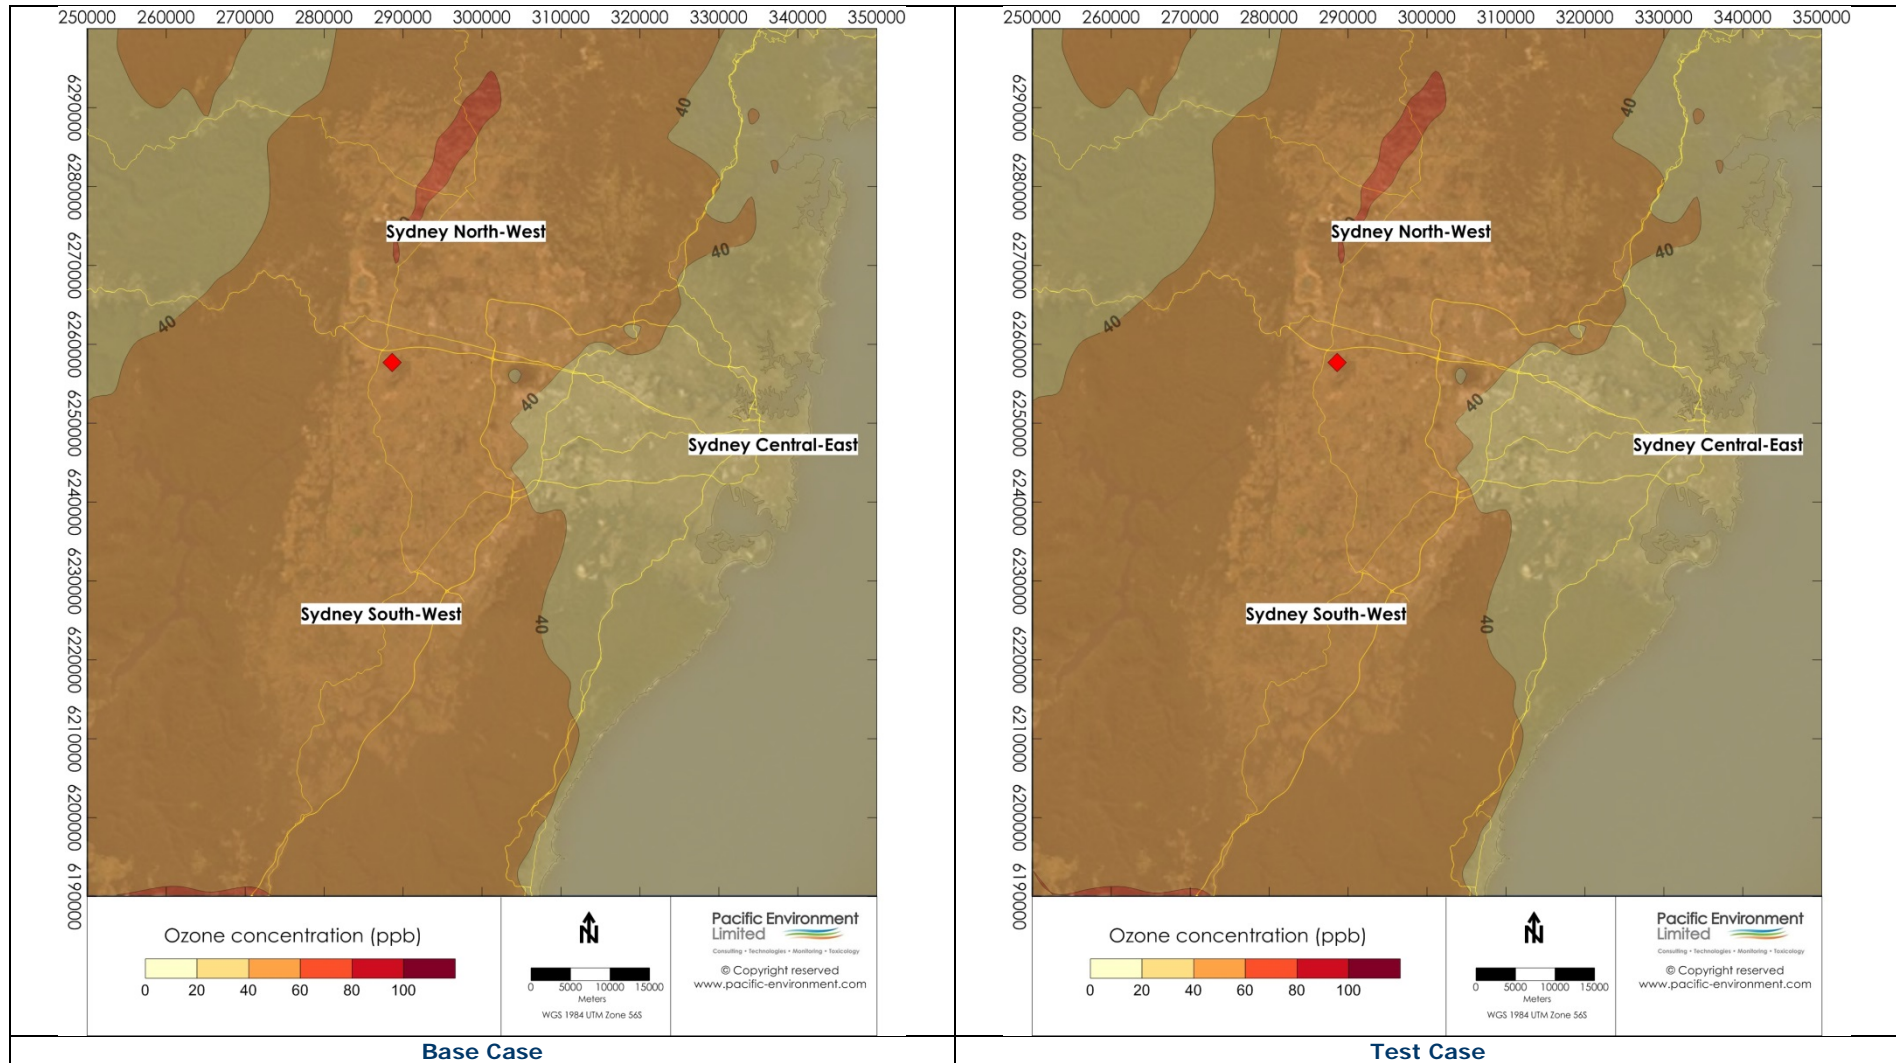 250000 260000 270000 280000 290000 300000 310000 320000 330000 340000 350000
6290000
6280000
6270000
6260000
6250000
6240000
6230000
6220000
6210000
6200000
6190000
40
40
40
40
40
Sydney North-West
Sydney Central-East
Sydney South-West
Ozone concentration (ppb)
0 20 40 60 80 100
N
0 5000 10000 15000
Meters
WGS 1984 UTM Zone 56S
Pacific Environment
Limited
Consulting • Technologies • Monitoring • Toxicology
© Copyright reserved
www.pacific-environment.com
Base Case
250000 260000 270000 280000 290000 300000 310000 320000 330000 340000 350000
6290000
6280000
6270000
6260000
6250000
6240000
6230000
6220000
6210000
6200000
6190000
40
40
40
40
40
Sydney North-West
Sydney Central-East
Sydney South-West
Ozone concentration (ppb)
0 20 40 60 80 100
N
0 5000 10000 15000
Meters
WGS 1984 UTM Zone 56S
Pacific Environment
Limited
Consulting • Technologies • Monitoring • Toxicology
© Copyright reserved
www.pacific-environment.com
Test Case